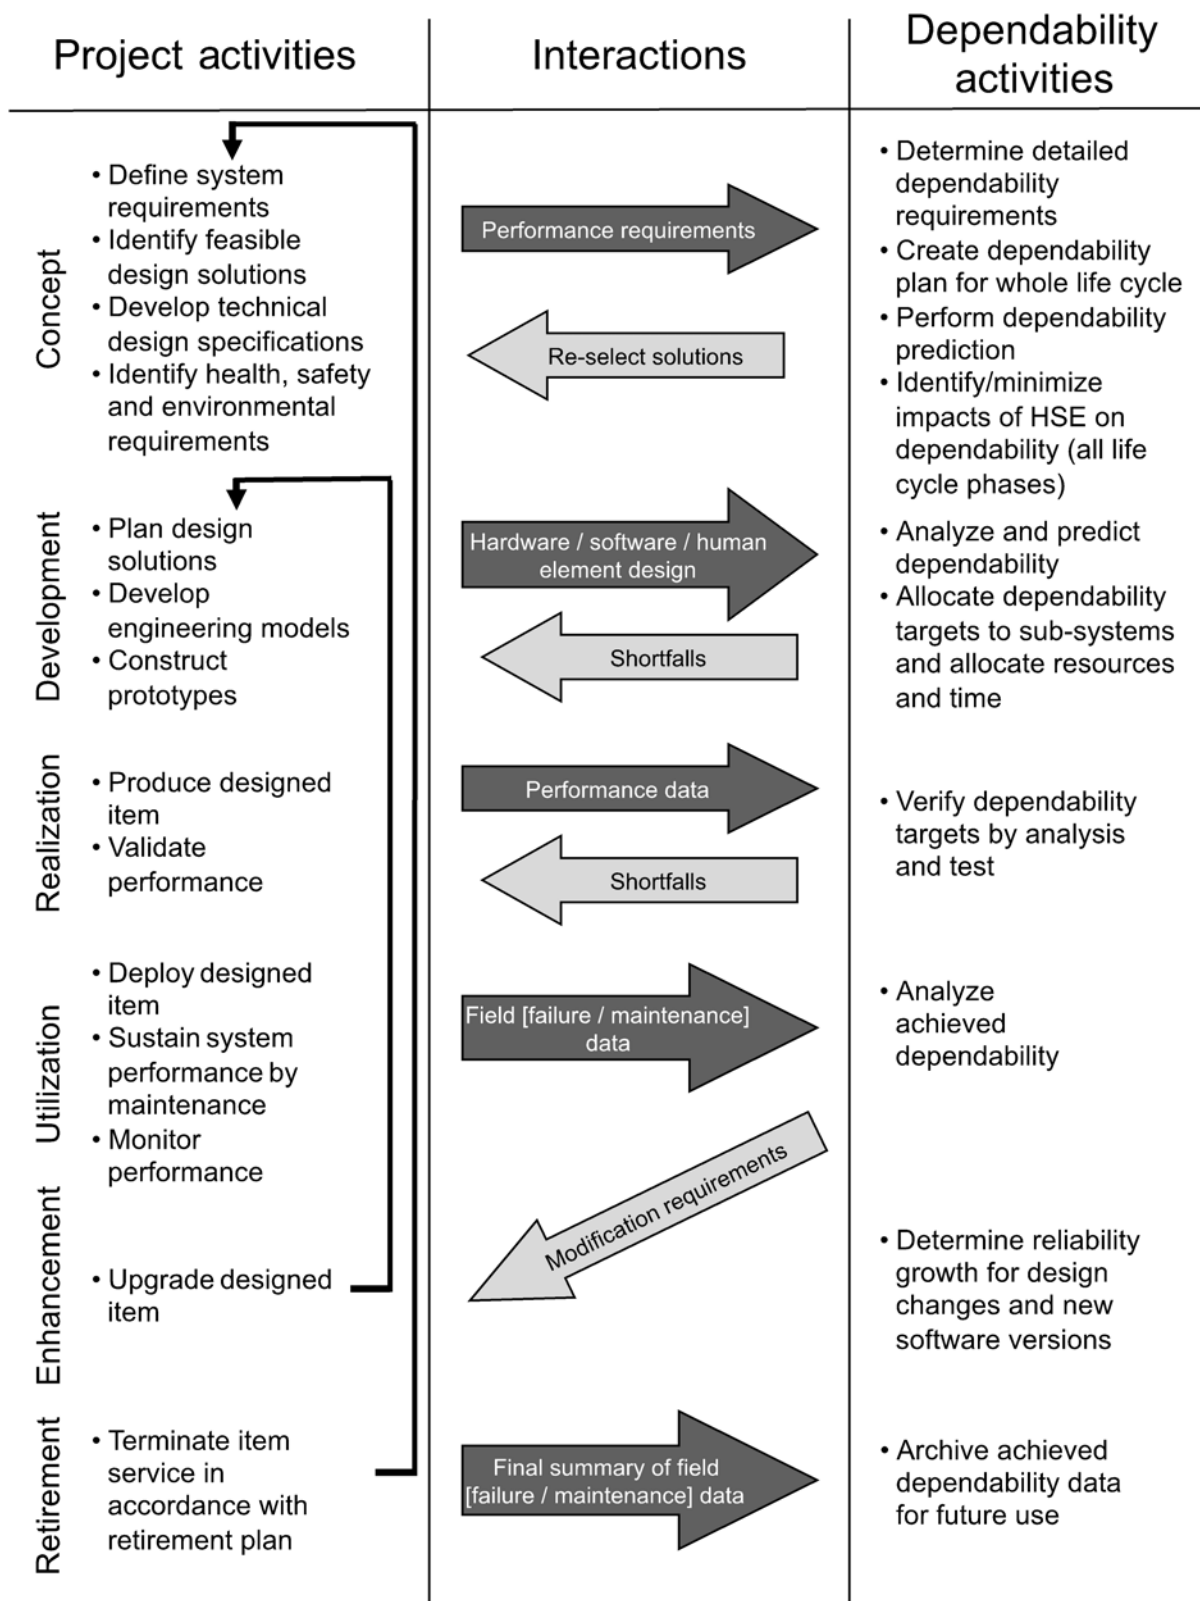 Project activities
Interactions
Dependability
activities
Concept
• Define system
requirements
• Identify feasible
design solutions
• Develop technical
design specifications
• Identify health, safety
and environmental
requirements
Performance requirements
Re-select solutions
• Determine detailed
dependability
requirements
• Create dependability
plan for whole life cycle
• Perform dependability
prediction
• Identify/minimize
impacts of HSE on
dependability (all life
cycle phases)
Development
• Plan design
solutions
• Develop
engineering models
• Construct
prototypes
Hardware / software / human
element design
Shortfalls
• Analyze and predict
dependability
• Allocate dependability
targets to sub-systems
and allocate resources
and time
Realization
• Produce designed
item
• Validate
performance
Performance data
Shortfalls
• Verify dependability
targets by analysis
and test
Utilization
• Deploy designed
item
• Sustain system
performance by
maintenance
• Monitor
performance
Field [failure / maintenance]
data
• Analyze
achieved
dependability
Modification requirements
Enhancement
• Upgrade designed
item
• Determine reliability
growth for design
changes and new
software versions
Retirement
• Terminate item
service in
accordance with
retirement plan
Final summary of field
[failure / maintenance] data
• Archive achieved
dependability data
for future use